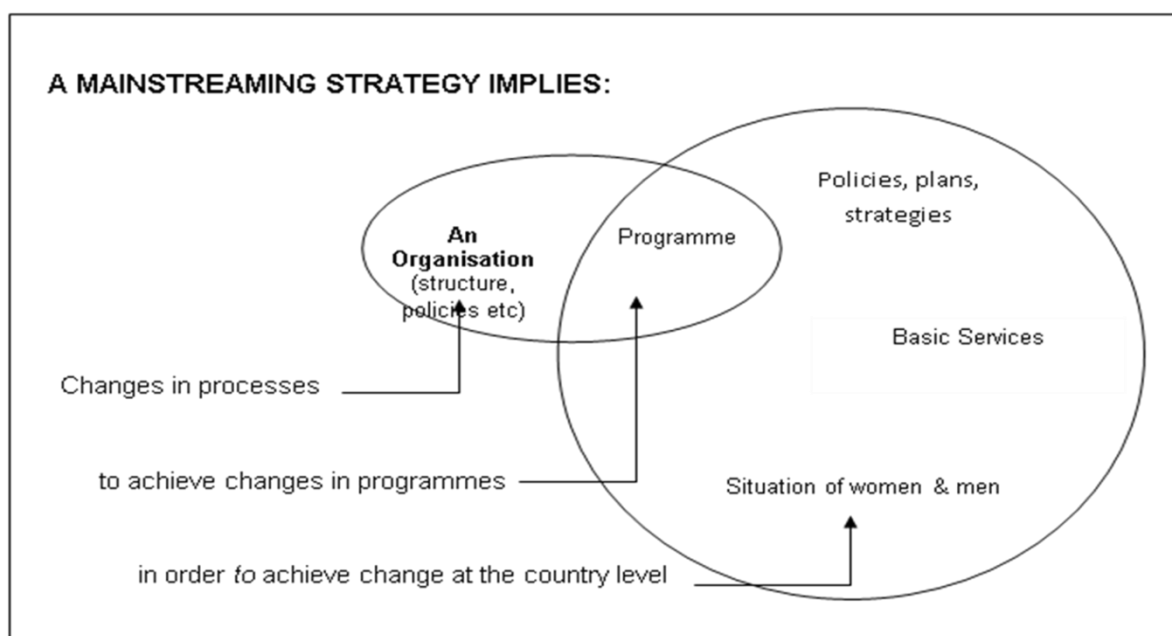 A MAINSTREAMING STRATEGY IMPLIES:
Policies, plans,
strategies
An
Organisation
(structure,
policies etc)
Programme
Basic Services
Changes in processes
to achieve changes in programmes
Situation of women & men
in order to achieve change at the country level